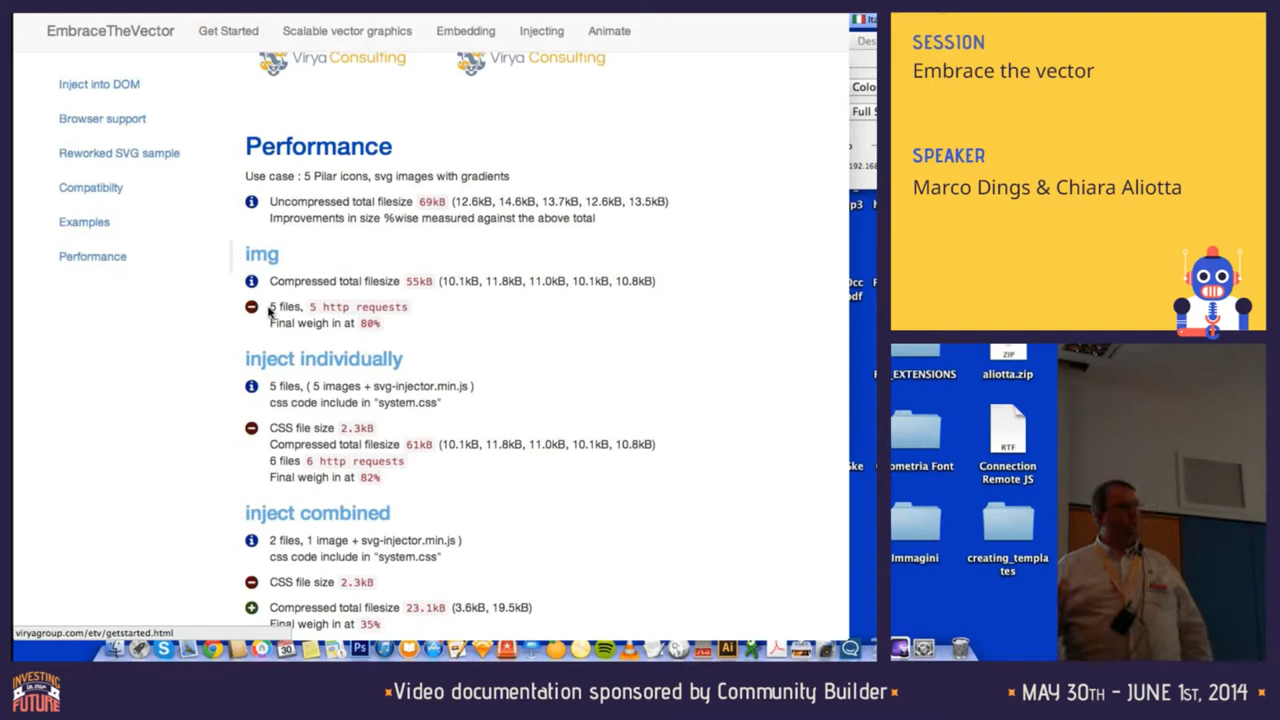 EmbraceTheVector
Get Started
Scalable vector graphics
Embedding
Injecting
Animate
Virya Consulting
Virya Consulting
Inject into DOM
Browser support
Reworked SVG sample
Compatibilty
Examples
Performance
Performance
Use case : 5 Pilar icons, svg images with gradients
Uncompressed total filesize 69kB (12.6kB, 14.6kB, 13.7kB, 12.6kB, 13.5kB)
Improvements in size %wise measured against the above total
img
Compressed total filesize 55kB (10.1kB, 11.8kB, 11.0kB, 10.1kB, 10.8kB)
5 files, 5 http requests
Final weigh in at 80%
inject individually
5 files, ( 5 images + svg-injector.min.js )
css code include in "system.css"
CSS file size 2.3kB
Compressed total filesize 61kB (10.1kB, 11.8kB, 11.0kB, 10.1kB, 10.8kB)
6 files 6 http requests
Final weigh in at 82%
inject combined
2 files, 1 image + svg-injector.min.js )
css code include in "system.css"
CSS file size 2.3kB
Compressed total filesize 23.1kB (3.6kB, 19.5kB)
Final weigh in at 35%
viryagroup.com/etv/getstarted.html
SESSION
Embrace the vector
SPEAKER
Marco Dings & Chiara Aliotta
_EXTENSIONS
ZIP
aliotta.zip
ometria Font
RTF
Connection
Remote JS
Immagini
creating_templa
tes
30
Ps
Ai
INVESTING
in our
FUTURE
Video documentation sponsored by Community Builder
MAY 30TH - JUNE 1ST, 2014